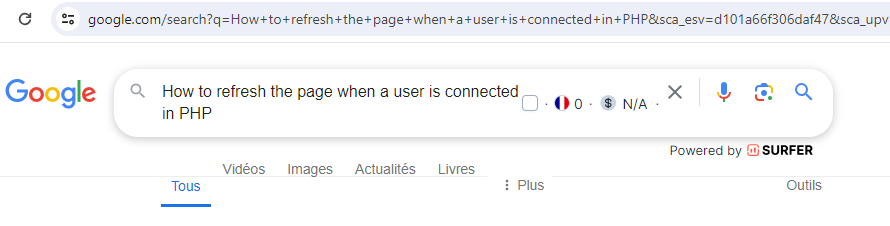 google.com/search?q=How+to+refresh+the+page+when+a+user+is+connected+in+PHP&sca_esv=d101a66f306daf47&sca_upv
Google
How to refresh the page when a user is connected
in PHP
· 0 · $ N/A ·
Powered by SURFER
Vidéos Images Actualités Livres
Tous Plus Outils